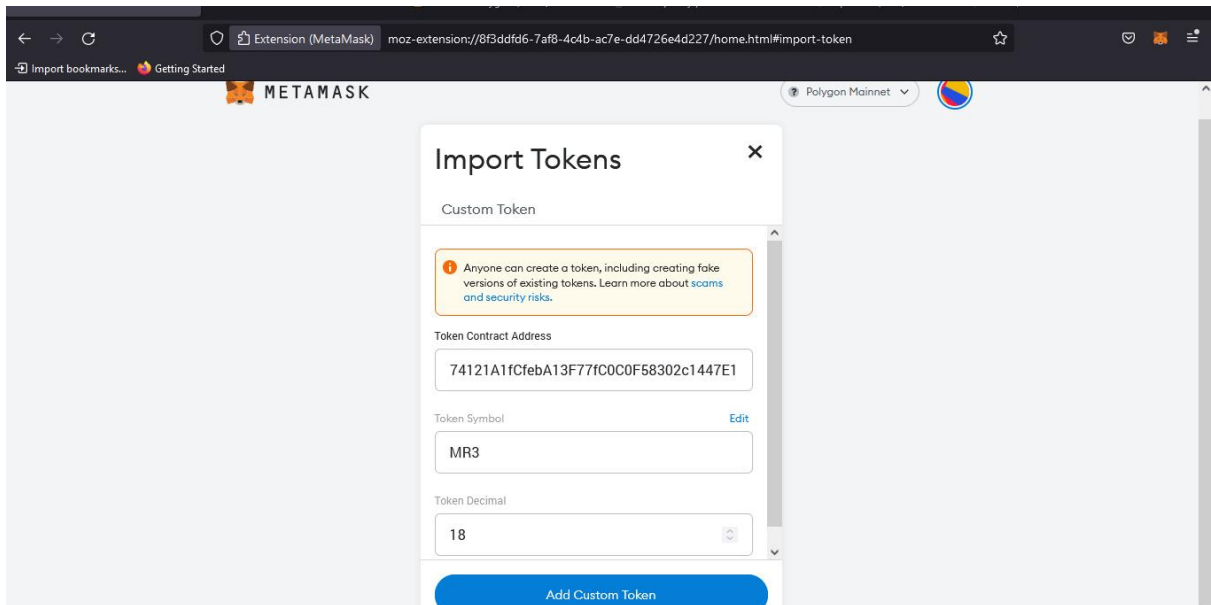 Extension (MetaMask) moz-extension://8f3ddfd6-7af8-4c4b-ac7e-dd4726e4d227/home.html#import-token
Import bookmarks... Getting Started
METAMASK
? Polygon Mainnet
Import Tokens
Custom Token
Anyone can create a token, including creating fake
versions of existing tokens. Learn more about scams
and security risks.
Token Contract Address
74121A1fCfebA13F77fC0C0F58302c1447E1
Token Symbol Edit
MR3
Token Decimal
18
Add Custom Token